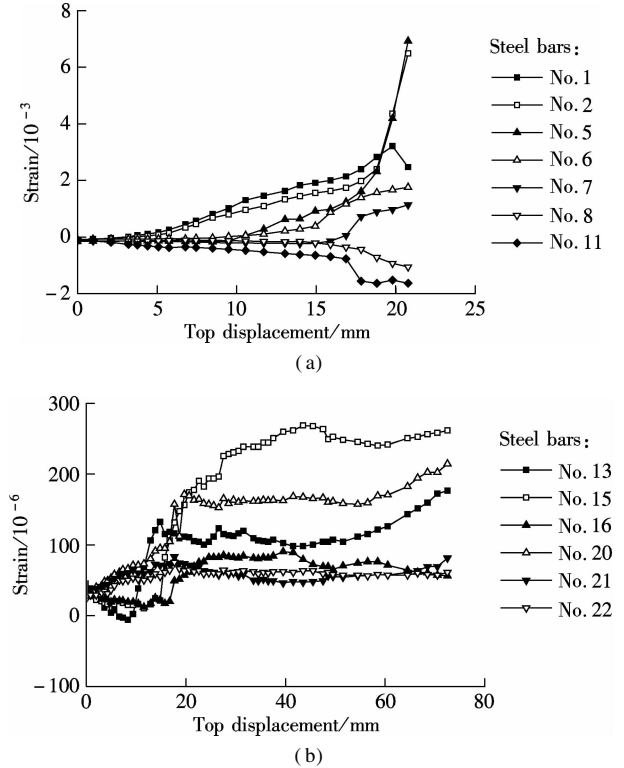 8
6
4
2
0
−2
Strain/10⁻³
0 5 10 15 20 25
Top displacement/mm
Steel bars:
No. 1
No. 2
No. 5
No. 6
No. 7
No. 8
No. 11
(a)
300
200
100
0
−100
Strain/10⁻⁶
0 20 40 60 80
Top displacement/mm
Steel bars:
No. 13
No. 15
No. 16
No. 20
No. 21
No. 22
(b)